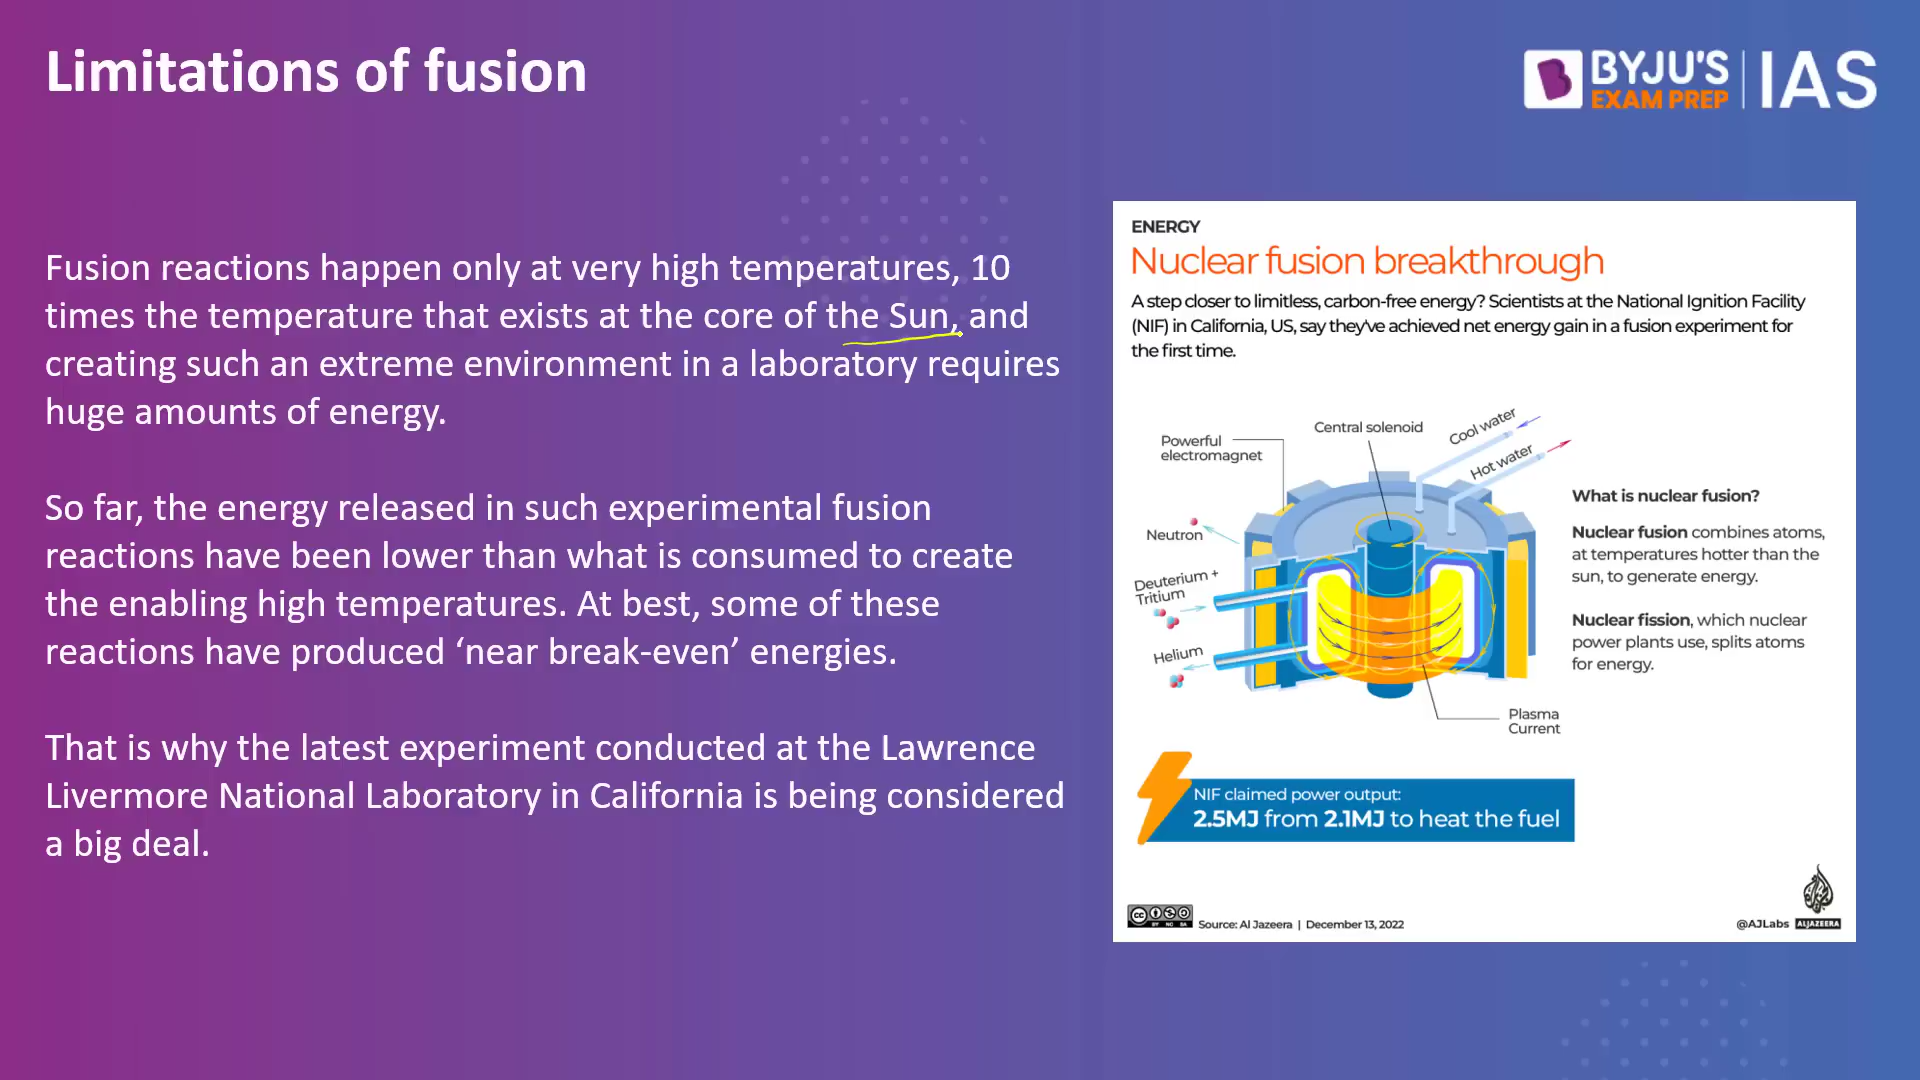 Limitations of fusion
BYJU'S
EXAM PREP
IAS
Fusion reactions happen only at very high temperatures, 10
times the temperature that exists at the core of the Sun, and
creating such an extreme environment in a laboratory requires
huge amounts of energy.
So far, the energy released in such experimental fusion
reactions have been lower than what is consumed to create
the enabling high temperatures. At best, some of these
reactions have produced ‘near break-even’ energies.
That is why the latest experiment conducted at the Lawrence
Livermore National Laboratory in California is being considered
a big deal.
ENERGY
Nuclear fusion breakthrough
A step closer to limitless, carbon-free energy? Scientists at the National Ignition Facility
(NIF) in California, US, say they've achieved net energy gain in a fusion experiment for
the first time.
Central solenoid
Cool water
Hot water
Powerful
electromagnet
Neutron
Deuterium +
Tritium
Helium
Plasma
Current
What is nuclear fusion?
Nuclear fusion combines atoms,
at temperatures hotter than the
sun, to generate energy.
Nuclear fission, which nuclear
power plants use, splits atoms
for energy.
NIF claimed power output:
2.5MJ from 2.1MJ to heat the fuel
CC
BY NC SA
Source: Al Jazeera | December 13, 2022
@AJLabs
ALJAZEERA